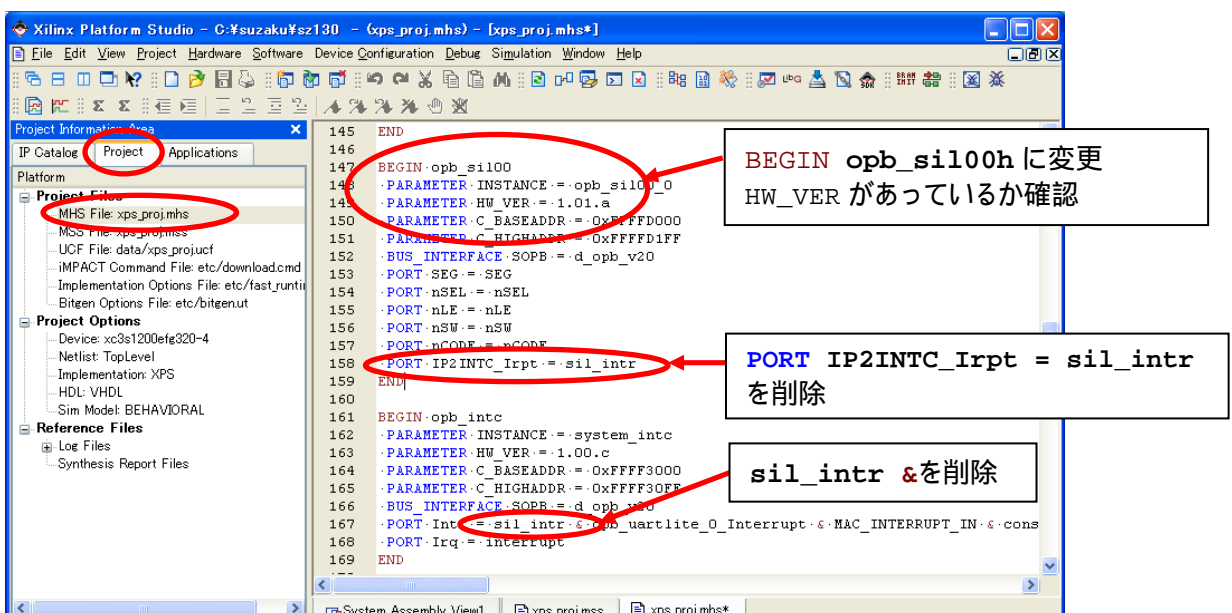 Xilinx Platform Studio - C:¥suzaku¥sz130 - (xps_proj.mhs) - [xps_proj.mhs*]
File Edit View Project Hardware Software Device Configuration Debug Simulation Window Help
Project Information Area
IP Catalog Project Applications
Platform
Project Files
MHS File: xps_proj.mhs
MSS File: xps_proj.mss
UCF File: data/xps_proj.ucf
iMPACT Command File: etc/download.cmd
Implementation Options File: etc/fast_runti
Bitgen Options File: etc/bitgen.ut
Project Options
Device: xc3s1200efg320-4
Netlist: TopLevel
Implementation: XPS
HDL: VHDL
Sim Model: BEHAVIORAL
Reference Files
Log Files
Synthesis Report Files
145 END
146
147 BEGIN·opb_sil00
148 ·PARAMETER·INSTANCE·=·opb_sil00_0
149 ·PARAMETER·HW_VER·=·1.01.a
150 ·PARAMETER·C_BASEADDR·=·0xFFFFD000
151 ·PARAMETER·C_HIGHADDR·=·0xFFFFD1FF
152 ·BUS_INTERFACE·SOPB·=·d_opb_v20
153 ·PORT·SEG·=·SEG
154 ·PORT·nSEL·=·nSEL
155 ·PORT·nLE·=·nLE
156 ·PORT·nSW·=·nSW
157 ·PORT·nCODE·=·nCODE
158 ·PORT·IP2INTC_Irpt·=·sil_intr
159 END
160
161 BEGIN·opb_intc
162 ·PARAMETER·INSTANCE·=·system_intc
163 ·PARAMETER·HW_VER·=·1.00.c
164 ·PARAMETER·C_BASEADDR·=·0xFFFF3000
165 ·PARAMETER·C_HIGHADDR·=·0xFFFF30FF
166 ·BUS_INTERFACE·SOPB·=·d_opb_v20
167 ·PORT·Intr·=·sil_intr·&·opb_uartlite_0_Interrupt·&·MAC_INTERRUPT_IN·&·cons
168 ·PORT·Irq·=·interrupt
169 END
BEGIN opb_sil00h に変更
HW_VER があっているか確認
PORT IP2INTC_Irpt = sil_intr
を削除
sil_intr &を削除
System Assembly View1 xps_proj.mss xps_proj.mhs*